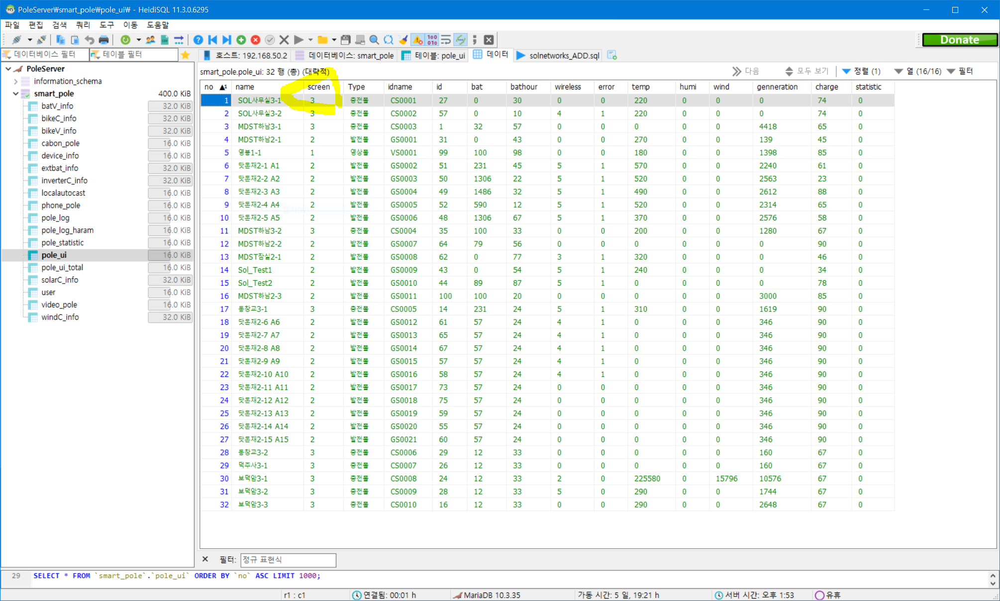 PoleServer₩smart_pole₩pole_ui₩ - HeidiSQL 11.3.0.6295
파일 편집 검색 쿼리 도구 이동 도움말
Donate
데이터베이스 필터 테이블 필터 호스트: 192.168.50.2 데이터베이스: smart_pole 테이블: pole_ui 데이터 solnetworks_ADD.sql
PoleServer
information_schema
smart_pole 400.0 KiB
batV_info 32.0 KiB
bikeC_info 32.0 KiB
bikeV_info 32.0 KiB
cabon_pole 16.0 KiB
device_info 16.0 KiB
extbat_info 32.0 KiB
inverterC_info 32.0 KiB
localautocast 16.0 KiB
phone_pole 16.0 KiB
pole_log 16.0 KiB
pole_log_haram 16.0 KiB
pole_statistic 16.0 KiB
pole_ui 16.0 KiB
pole_ui_total 16.0 KiB
solarC_info 32.0 KiB
user 16.0 KiB
video_pole 16.0 KiB
windC_info 32.0 KiB
smart_pole.pole_ui: 32 행 (총) (대략적) 다음 모두 보기 정렬 (1) 열 (16/16) 필터
no name screen Type idname id bat bathour wireless error temp humi wind genneration charge statistic
1 SOL사무실3-1 3 충전폴 CS0001 27 0 30 0 0 220 0 0 0 74 0
2 SOL사무실3-2 3 충전폴 CS0002 57 0 10 4 1 220 0 0 0 74 0
3 MDST하남3-1 3 충전폴 CS0003 1 32 57 0 0 0 0 0 4418 65 0
4 MDST하남2-1 2 발전폴 GS0001 31 0 43 0 0 270 0 0 139 45 0
5 영봉1-1 1 영상폴 VS0001 99 100 98 0 0 180 0 0 1398 85 0
6 닷돈재2-1 A1 2 발전폴 GS0002 51 231 45 5 1 570 0 0 2240 61 0
7 닷돈재2-2 A2 2 발전폴 GS0003 50 1306 22 5 1 520 0 0 2563 23 0
8 닷돈재2-3 A3 2 발전폴 GS0004 49 1486 32 5 1 490 0 0 2612 88 0
9 닷돈재2-4 A4 2 발전폴 GS0005 52 590 12 5 1 520 0 0 2314 65 0
10 닷돈재2-5 A5 2 발전폴 GS0006 48 1306 67 5 1 370 0 0 2576 58 0
11 MDST하남3-2 3 충전폴 CS0004 35 100 33 0 0 200 0 0 1280 67 0
12 MDST하남2-2 2 발전폴 GS0007 64 79 56 0 0 0 0 0 0 90 0
13 MDST잠실2-1 2 발전폴 GS0008 62 0 77 3 1 320 0 0 0 46 0
14 Sol_Test1 2 발전폴 GS0009 43 0 54 5 1 240 0 0 0 34 0
15 Sol_Test2 2 발전폴 GS0010 44 89 87 5 1 0 0 0 0 78 0
16 MDST하남2-3 2 발전폴 GS0011 100 100 20 0 0 0 0 0 3000 85 0
17 동창교3-1 3 충전폴 CS0005 14 231 24 5 1 310 0 0 1619 90 0
18 닷돈재2-6 A6 2 발전폴 GS0012 61 57 24 4 1 0 0 0 346 90 0
19 닷돈재2-7 A7 2 발전폴 GS0013 65 57 24 4 1 0 0 0 346 90 0
20 닷돈재2-8 A8 2 발전폴 GS0014 67 57 24 4 1 0 0 0 346 90 0
21 닷돈재2-9 A9 2 발전폴 GS0015 57 57 24 4 1 0 0 0 346 90 0
22 닷돈재2-10 A10 2 발전폴 GS0016 58 57 24 4 1 0 0 0 346 90 0
23 닷돈재2-11 A11 2 발전폴 GS0017 73 57 24 0 0 0 0 0 346 90 0
24 닷돈재2-12 A12 2 발전폴 GS0018 75 57 24 0 0 0 0 0 346 90 0
25 닷돈재2-13 A13 2 발전폴 GS0019 59 57 24 0 0 0 0 0 346 90 0
26 닷돈재2-14 A14 2 발전폴 GS0020 55 57 24 0 0 0 0 0 346 90 0
27 닷돈재2-15 A15 2 발전폴 GS0021 60 57 24 0 0 0 0 0 346 90 0
28 동창교3-2 3 충전폴 CS0006 29 12 33 0 0 0 0 0 160 67 0
29 덕주사3-1 3 충전폴 CS0007 26 12 33 0 0 0 0 0 160 67 0
30 보덕암3-1 3 충전폴 CS0008 24 12 33 2 0 225580 0 15796 10576 67 0
31 보덕암3-2 3 충전폴 CS0009 28 12 33 5 0 290 0 0 1744 67 0
32 보덕암3-3 3 충전폴 CS0010 16 12 33 0 0 290 0 0 2648 67 0
필터: 정규 표현식
29 SELECT * FROM `smart_pole`.`pole_ui` ORDER BY `no` ASC LIMIT 1000;
r1 : c1 연결됨: 00:01 h MariaDB 10.3.35 가동 시간: 5 일, 19:21 h 서버 시간: 오후 1:53 유휴